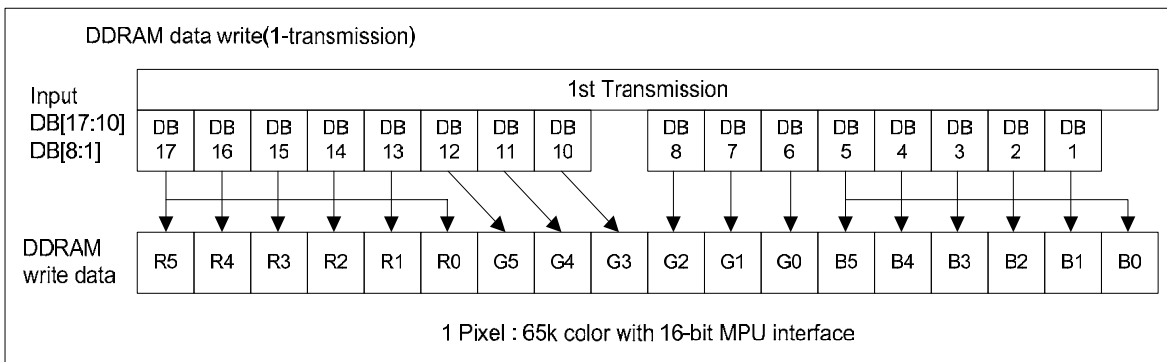 DDRAM data write(1-transmission)
1st Transmission
Input
DB[17:10]
DB[8:1]
DB 17 DB 16 DB 15 DB 14 DB 13 DB 12 DB 11 DB 10 DB 8 DB 7 DB 6 DB 5 DB 4 DB 3 DB 2 DB 1
DDRAM
write data
R5 R4 R3 R2 R1 R0 G5 G4 G3 G2 G1 G0 B5 B4 B3 B2 B1 B0
1 Pixel : 65k color with 16-bit MPU interface